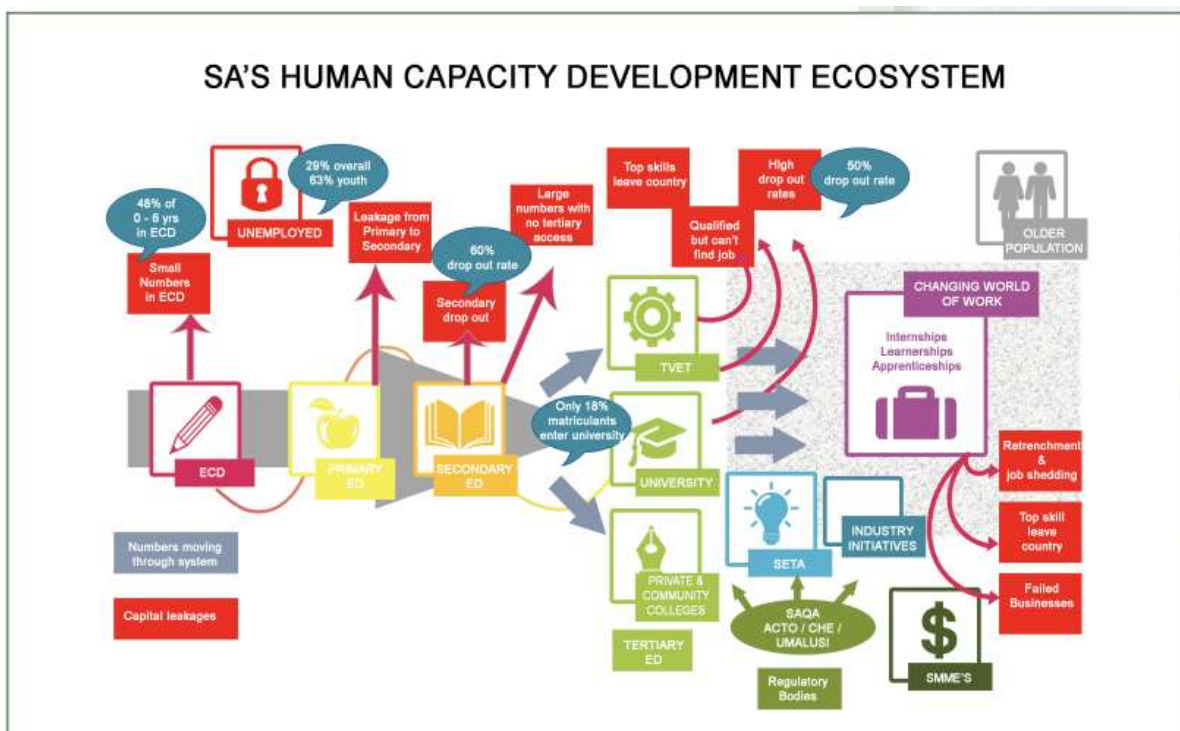 SA'S HUMAN CAPACITY DEVELOPMENT ECOSYSTEM
48% of
0 - 6 yrs
in ECD
Small
Numbers
in ECD
UNEMPLOYED
29% overall
63% youth
Leakage from
Primary to
Secondary
60%
drop out rate
Secondary
drop out
Large
numbers with
no tertiary
access
Top skills
leave country
Qualified
but can't
find job
High
drop out
rates
50%
drop out rate
OLDER
POPULATION
CHANGING WORLD
OF WORK
Internships
Learnerships
Apprenticeships
ECD
PRIMARY
ED
SECONDARY
ED
Only 18%
matriculants
enter university
TVET
UNIVERSITY
PRIVATE &
COMMUNITY
COLLEGES
TERTIARY
ED
SETA
INDUSTRY
INITIATIVES
SAQA
ACTO / CHE /
UMALUSI
Regulatory
Bodies
SMME'S
Retrenchment
&
job shedding
Top skill
leave
country
Failed
Businesses
Numbers moving
through system
Capital leakages